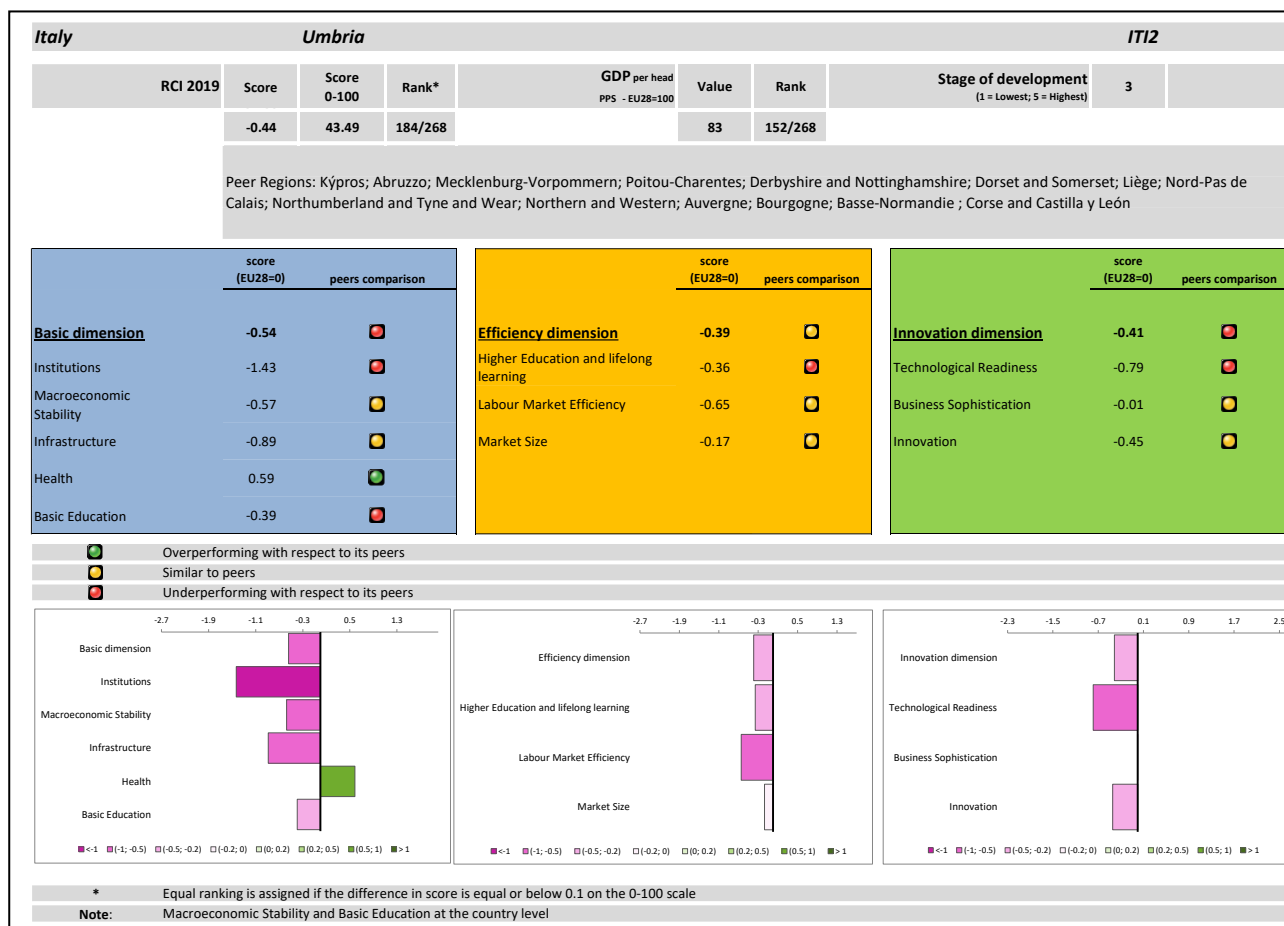 Italy Umbria ITI2
RCI 2019 Score Score 0-100 Rank* GDP per head PPS - EU28=100 Value Rank Stage of development (1 = Lowest; 5 = Highest) 3
-0.44 43.49 184/268 83 152/268
Peer Regions: Kýpros; Abruzzo; Mecklenburg-Vorpommern; Poitou-Charentes; Derbyshire and Nottinghamshire; Dorset and Somerset; Liège; Nord-Pas de
Calais; Northumberland and Tyne and Wear; Northern and Western; Auvergne; Bourgogne; Basse-Normandie ; Corse and Castilla y León
score (EU28=0) peers comparison
Basic dimension -0.54
Institutions -1.43
Macroeconomic Stability -0.57
Infrastructure -0.89
Health 0.59
Basic Education -0.39
score (EU28=0) peers comparison
Efficiency dimension -0.39
Higher Education and lifelong learning -0.36
Labour Market Efficiency -0.65
Market Size -0.17
score (EU28=0) peers comparison
Innovation dimension -0.41
Technological Readiness -0.79
Business Sophistication -0.01
Innovation -0.45
Overperforming with respect to its peers
Similar to peers
Underperforming with respect to its peers
-2.7 -1.9 -1.1 -0.3 0.5 1.3
Basic dimension
Institutions
Macroeconomic Stability
Infrastructure
Health
Basic Education
<-1 (-1; -0.5) (-0.5; -0.2) (-0.2; 0) (0; 0.2) (0.2; 0.5) (0.5; 1) > 1
-2.7 -1.9 -1.1 -0.3 0.5 1.3
Efficiency dimension
Higher Education and lifelong learning
Labour Market Efficiency
Market Size
<-1 (-1; -0.5) (-0.5; -0.2) (-0.2; 0) (0; 0.2) (0.2; 0.5) (0.5; 1) > 1
-2.3 -1.5 -0.7 0.1 0.9 1.7 2.5
Innovation dimension
Technological Readiness
Business Sophistication
Innovation
<-1 (-1; -0.5) (-0.5; -0.2) (-0.2; 0) (0; 0.2) (0.2; 0.5) (0.5; 1) > 1
* Equal ranking is assigned if the difference in score is equal or below 0.1 on the 0-100 scale
Note: Macroeconomic Stability and Basic Education at the country level